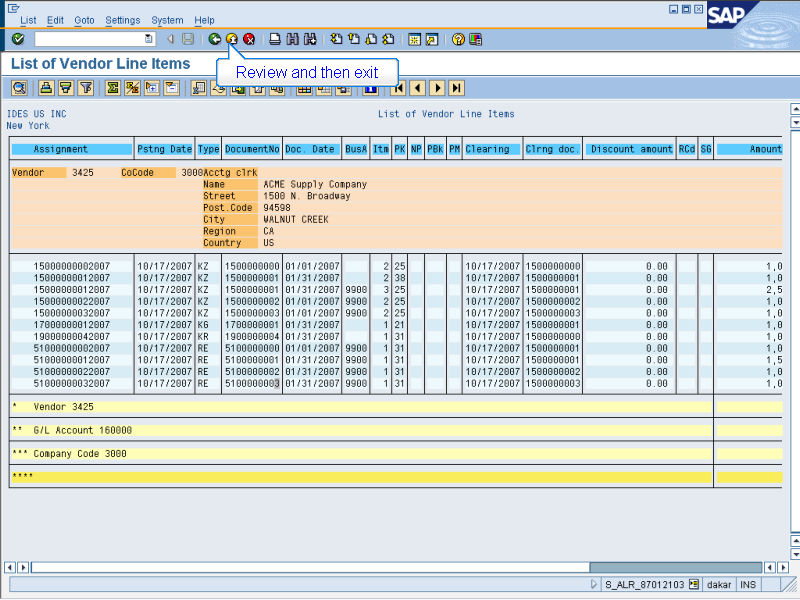 List Edit Goto Settings System Help
SAP
List of Vendor Line Items
Review and then exit
IDES US INC List of Vendor Line Items
New York
Assignment Pstng Date Type DocumentNo Doc. Date BusA Itm PK NP PBk PM Clearing Clrng doc. Discount amount RCd SG Amount
Vendor 3425 CoCode 3000 Acctg clrk
Name ACME Supply Company
Street 1500 N. Broadway
Post.Code 94598
City WALNUT CREEK
Region CA
Country US
15000000002007 10/17/2007 KZ 1500000000 01/01/2007 2 25 10/17/2007 1500000000 0.00 1,0
15000000012007 10/17/2007 KZ 1500000001 01/31/2007 2 38 10/17/2007 1500000001 0.00 1,0
15000000012007 10/17/2007 KZ 1500000001 01/31/2007 9900 3 25 10/17/2007 1500000001 0.00 2,5
15000000022007 10/17/2007 KZ 1500000002 01/01/2007 9900 2 25 10/17/2007 1500000002 0.00 1,0
15000000032007 10/17/2007 KZ 1500000003 01/31/2007 9900 2 25 10/17/2007 1500000003 0.00 1,0
17000000012007 10/17/2007 KG 1700000001 01/31/2007 1 21 10/17/2007 1500000001 0.00 1,0
19000000042007 10/17/2007 KR 1900000004 01/31/2007 1 31 10/17/2007 1500000000 0.00 1,0
51000000002007 10/17/2007 RE 5100000000 01/01/2007 9900 1 31 10/17/2007 1500000001 0.00 1,0
51000000012007 10/17/2007 RE 5100000001 01/31/2007 9900 1 31 10/17/2007 1500000001 0.00 1,5
51000000022007 10/17/2007 RE 5100000002 01/31/2007 9900 1 31 10/17/2007 1500000002 0.00 1,0
51000000032007 10/17/2007 RE 5100000003 01/31/2007 9900 1 31 10/17/2007 1500000003 0.00 1,0
* Vendor 3425
** G/L Account 160000
*** Company Code 3000
****
S_ALR_87012103 dakar INS